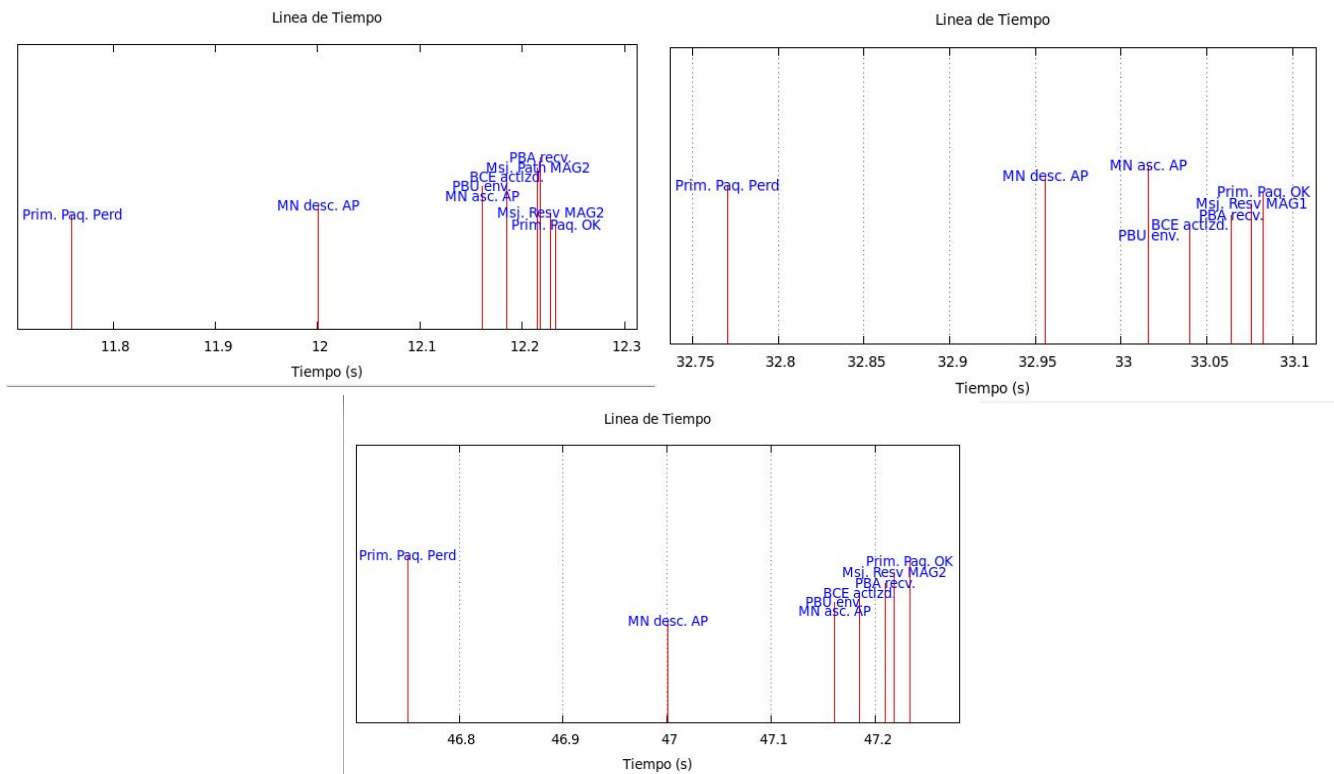 Linea de Tiempo
PBA recv.
Msj. Path MAG2
BCE actlzd.
PBU env.
MN asc. AP
MN desc. AP
Msj. Resv MAG2
Prim. Paq. Perd
Prim. Paq. OK
11.8 11.9 12 12.1 12.2 12.3
Tiempo (s)
Linea de Tiempo
MN asc. AP
MN desc. AP
Prim. Paq. Perd
Prim. Paq. OK
Msj. Resv MAG1
PBA recv.
BCE actlzd.
PBU env.
32.75 32.8 32.85 32.9 32.95 33 33.05 33.1
Tiempo (s)
Linea de Tiempo
Prim. Paq. Perd
Prim. Paq. OK
Msj. Resv MAG2
PBA recv.
BCE actlzd
PBU env.
MN asc. AP
MN desc. AP
46.8 46.9 47 47.1 47.2
Tiempo (s)